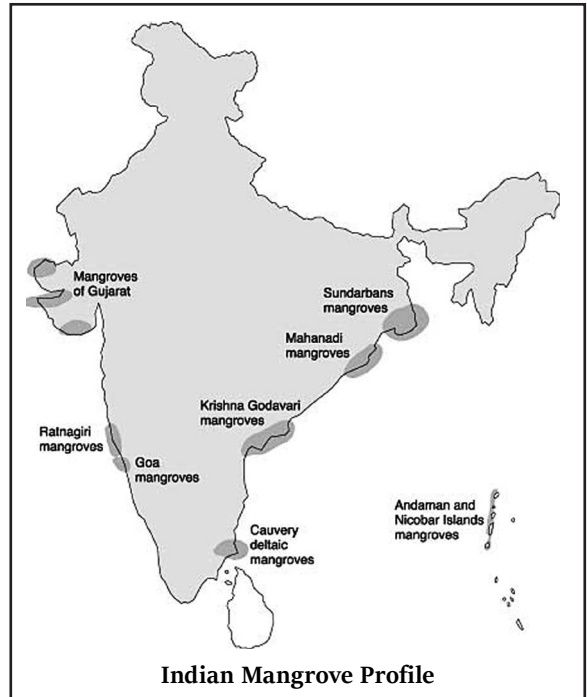 Mangroves
of Gujarat
Sundarbans
mangroves
Mahanadi
mangroves
Krishna Godavari
mangroves
Ratnagiri
mangroves
Goa
mangroves
Andaman and
Nicobar Islands
mangroves
Cauvery
deltaic
mangroves
Indian Mangrove Profile